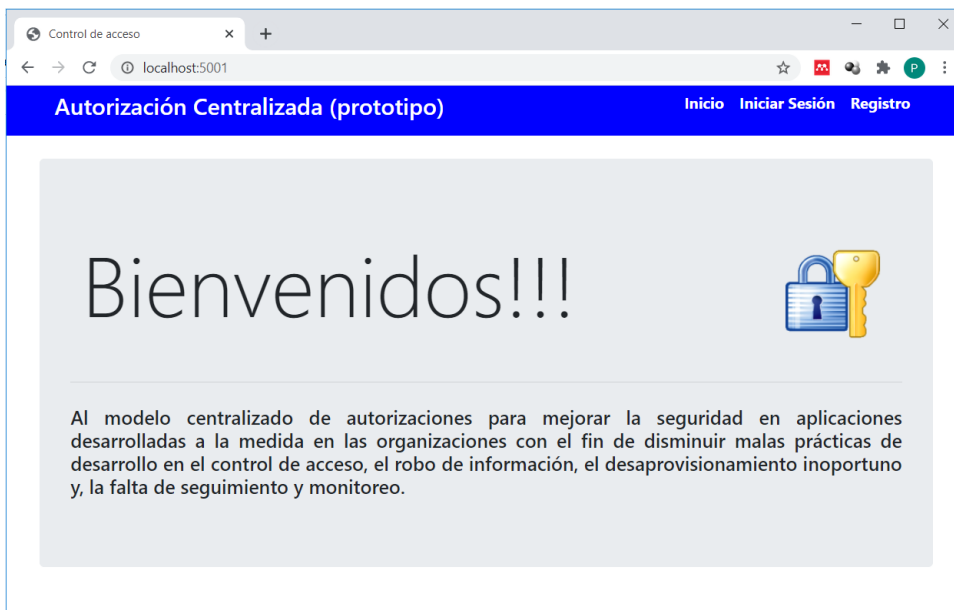 Control de acceso
localhost:5001
P
Autorización Centralizada (prototipo)
Inicio Iniciar Sesión Registro
Bienvenidos!!!
Al modelo centralizado de autorizaciones para mejorar la seguridad en aplicaciones
desarrolladas a la medida en las organizaciones con el fin de disminuir malas prácticas de
desarrollo en el control de acceso, el robo de información, el desaprovisionamiento inoportuno
y, la falta de seguimiento y monitoreo.